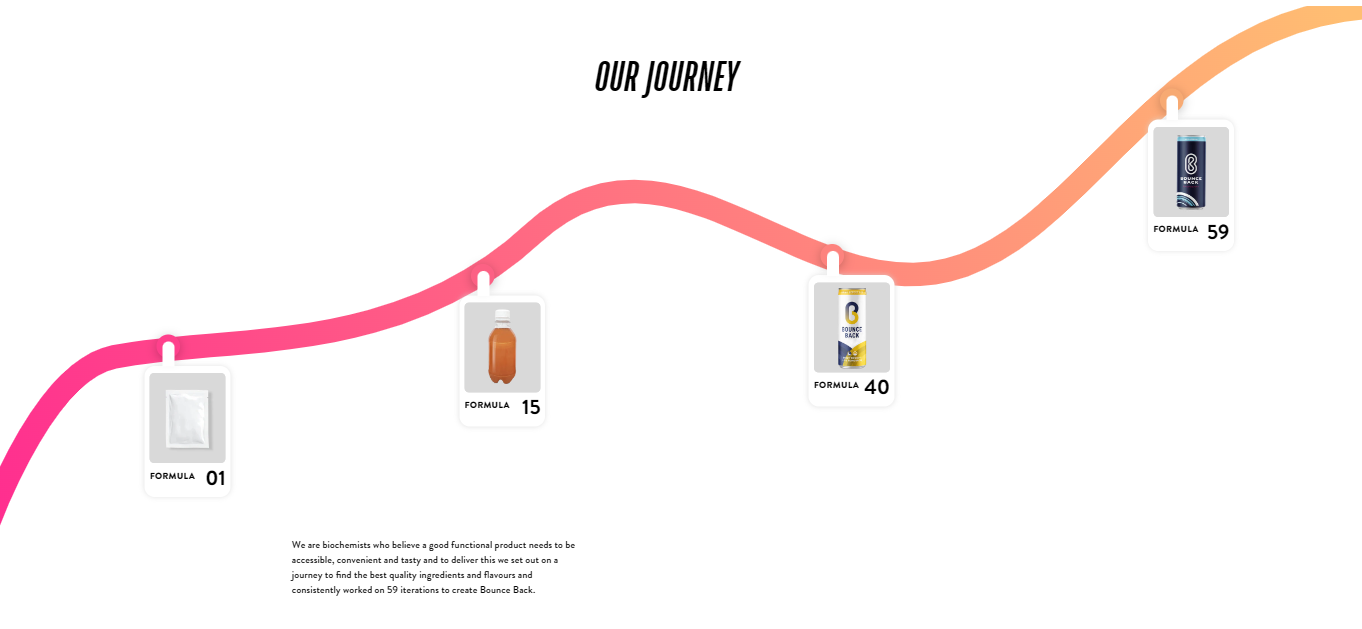 OUR JOURNEY
BOUNCE
BACK
FORMULA 59
BOUNCE
BACK
FORMULA 40
FORMULA 15
FORMULA 01
We are biochemists who believe a good functional product needs to be
accessible, convenient and tasty and to deliver this we set out on a
journey to find the best quality ingredients and flavours and
consistently worked on 59 iterations to create Bounce Back.